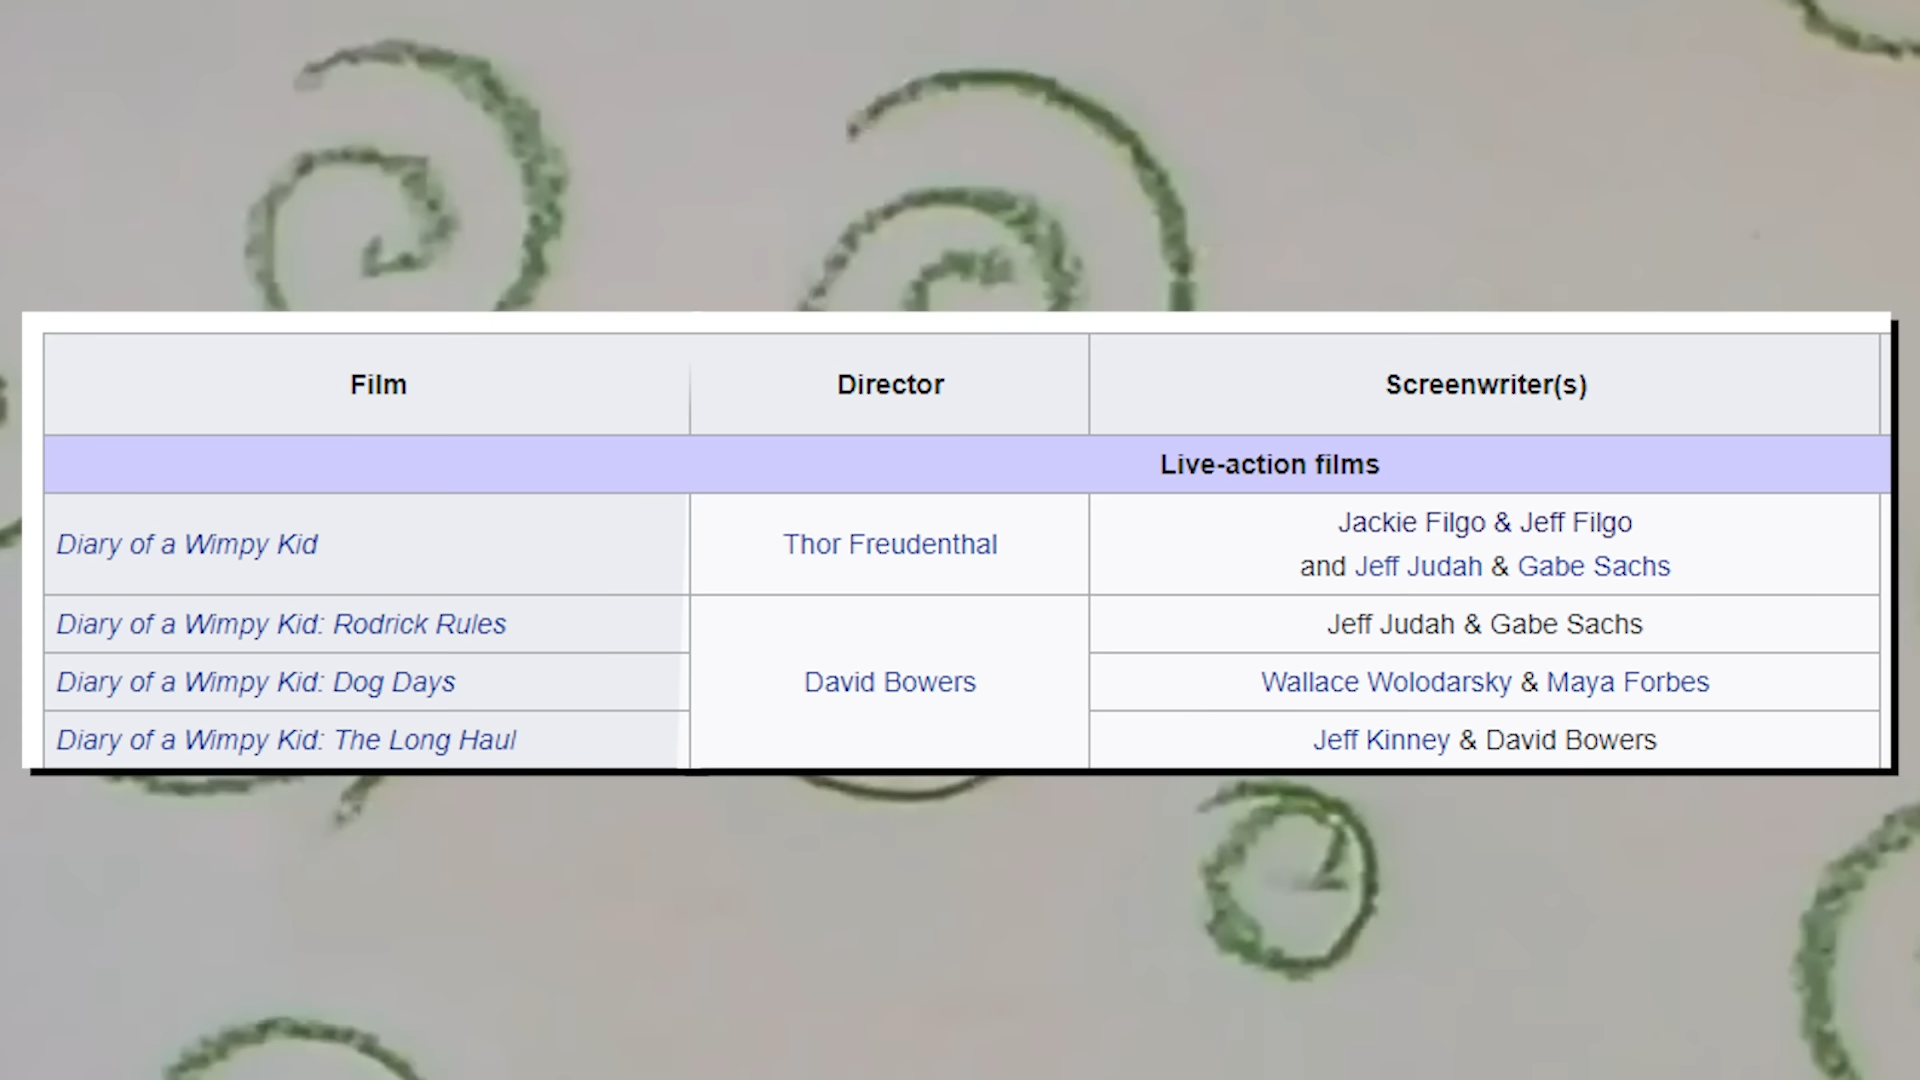 Film Director Screenwriter(s)
Live-action films
Diary of a Wimpy Kid Thor Freudenthal Jackie Filgo & Jeff Filgo
and Jeff Judah & Gabe Sachs
Diary of a Wimpy Kid: Rodrick Rules Jeff Judah & Gabe Sachs
Diary of a Wimpy Kid: Dog Days David Bowers Wallace Wolodarsky & Maya Forbes
Diary of a Wimpy Kid: The Long Haul Jeff Kinney & David Bowers